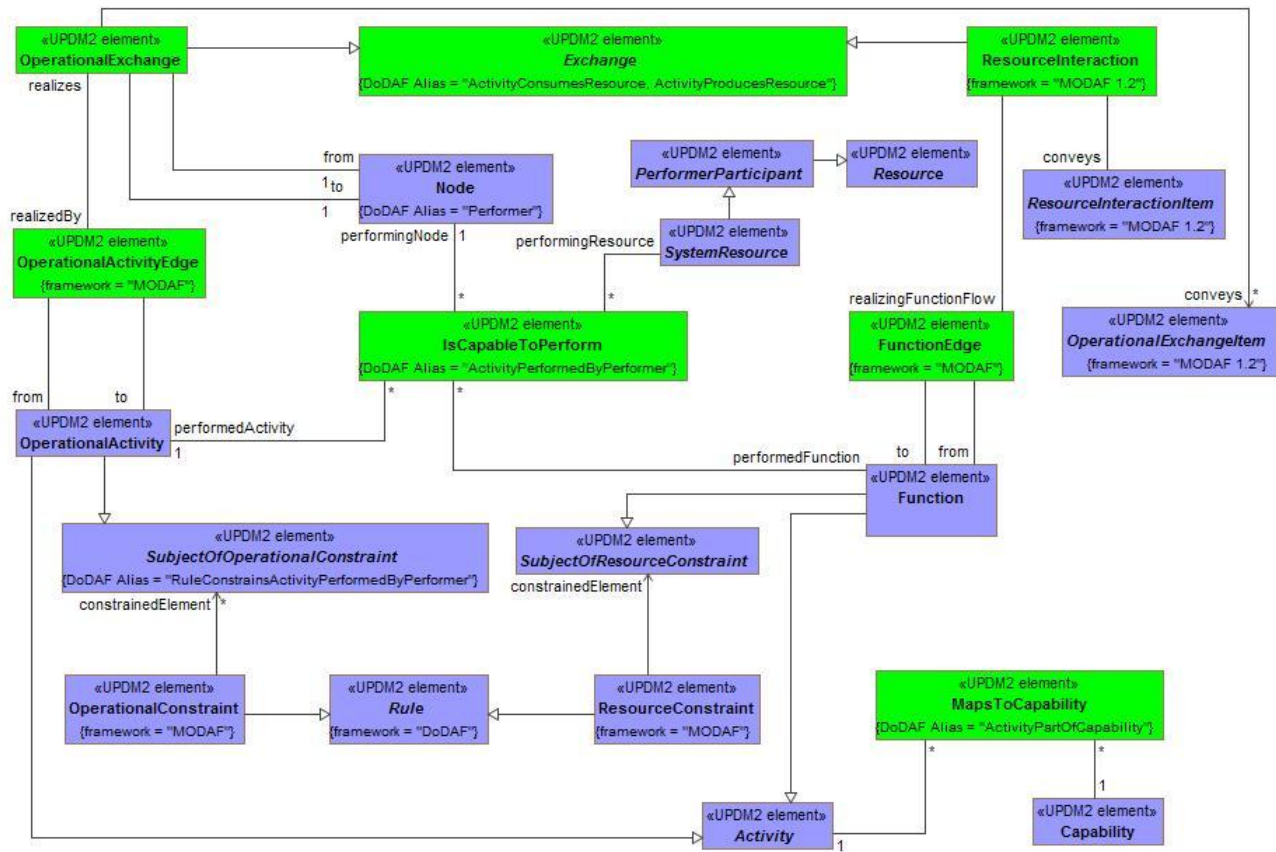 «UPDM2 element»
OperationalExchange
«UPDM2 element»
Exchange
{DoDAF Alias = "ActivityConsumesResource, ActivityProducesResource"}
«UPDM2 element»
ResourceInteraction
{framework = "MODAF 1.2"}
realizes
from
1
to
1
«UPDM2 element»
Node
{DoDAF Alias = "Performer"}
«UPDM2 element»
PerformerParticipant
«UPDM2 element»
Resource
conveys
«UPDM2 element»
ResourceInteractionItem
{framework = "MODAF 1.2"}
realizedBy
«UPDM2 element»
OperationalActivityEdge
{framework = "MODAF"}
performingNode
1
performingResource
«UPDM2 element»
SystemResource
*
*
realizingFunctionFlow
conveys
*
«UPDM2 element»
IsCapableToPerform
{DoDAF Alias = "ActivityPerformedByPerformer"}
«UPDM2 element»
FunctionEdge
{framework = "MODAF"}
«UPDM2 element»
OperationalExchangeItem
{framework = "MODAF 1.2"}
from
to
*
*
«UPDM2 element»
OperationalActivity
performedActivity
1
performedFunction
to
from
«UPDM2 element»
Function
«UPDM2 element»
SubjectOfOperationalConstraint
{DoDAF Alias = "RuleConstrainsActivityPerformedByPerformer"}
«UPDM2 element»
SubjectOfResourceConstraint
constrainedElement
*
constrainedElement
«UPDM2 element»
OperationalConstraint
{framework = "MODAF"}
«UPDM2 element»
Rule
{framework = "DoDAF"}
«UPDM2 element»
ResourceConstraint
{framework = "MODAF"}
«UPDM2 element»
MapsToCapability
{DoDAF Alias = "ActivityPartOfCapability"}
*
*
1
«UPDM2 element»
Activity
1
«UPDM2 element»
Capability